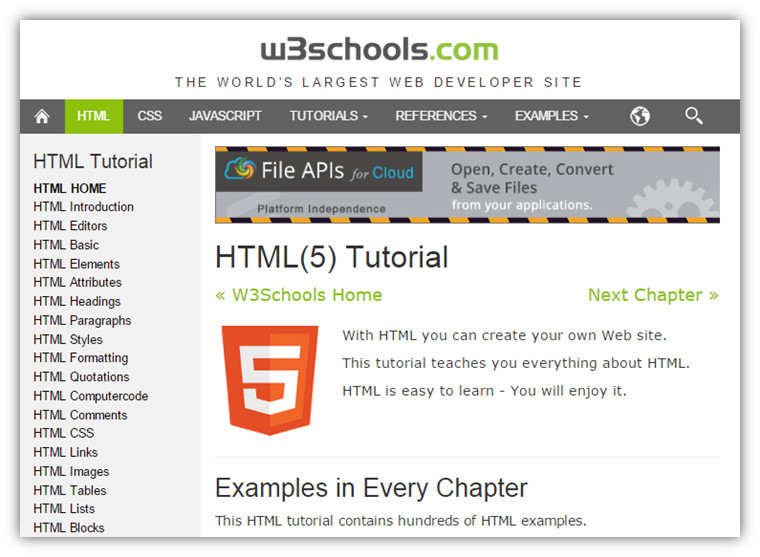 w3schools.com
THE WORLD'S LARGEST WEB DEVELOPER SITE
HTML CSS JAVASCRIPT TUTORIALS REFERENCES EXAMPLES
HTML Tutorial
HTML HOME
HTML Introduction
HTML Editors
HTML Basic
HTML Elements
HTML Attributes
HTML Headings
HTML Paragraphs
HTML Styles
HTML Formatting
HTML Quotations
HTML Computercode
HTML Comments
HTML CSS
HTML Links
HTML Images
HTML Tables
HTML Lists
HTML Blocks
File APIs for Cloud
Platform Independence
Open, Create, Convert
& Save Files
from your applications.
HTML(5) Tutorial
« W3Schools Home Next Chapter »
5
With HTML you can create your own Web site.
This tutorial teaches you everything about HTML.
HTML is easy to learn - You will enjoy it.
Examples in Every Chapter
This HTML tutorial contains hundreds of HTML examples.